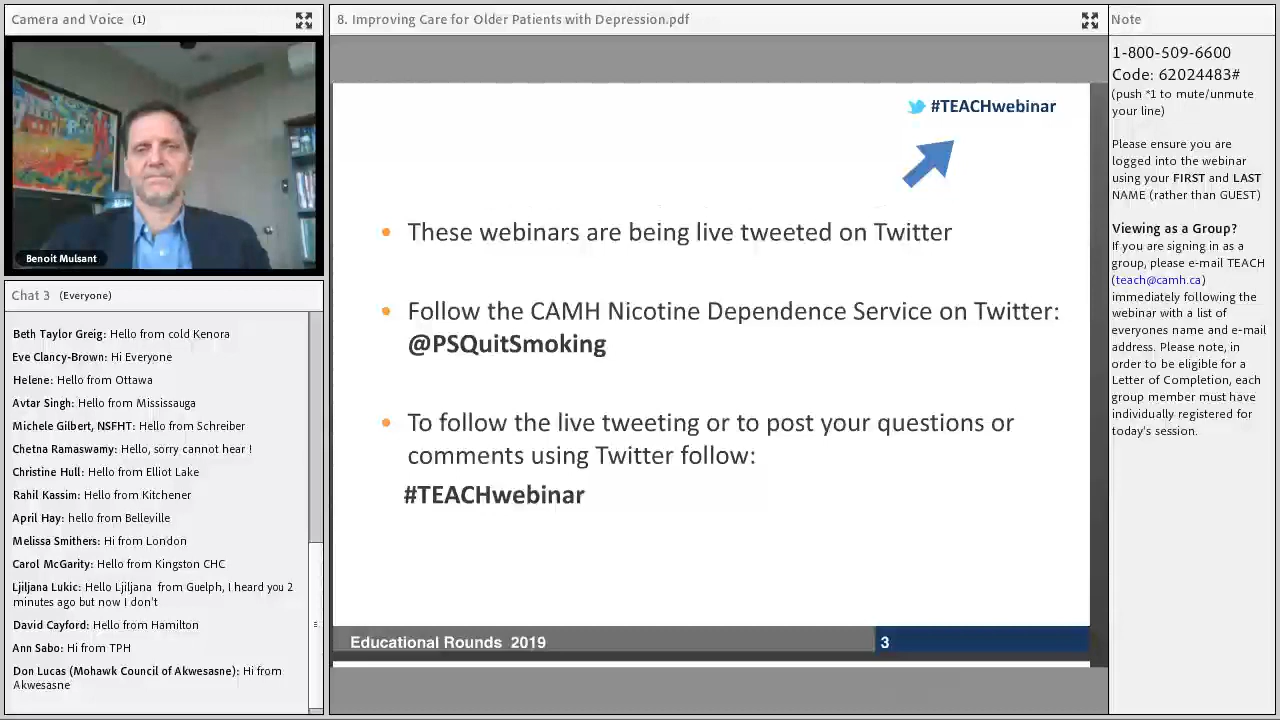 Camera and Voice (1)
Benoit Mulsant
Chat 3 (Everyone)
Beth Taylor Greig: Hello from cold Kenora
Eve Clancy-Brown: Hi Everyone
Helene: Hello from Ottawa
Avtar Singh: Hello from Mississauga
Michele Gilbert, NSFHT: Hello from Schreiber
Chetna Ramaswamy: Hello, sorry cannot hear !
Christine Hull: Hello from Elliot Lake
Rahil Kassim: Hello from Kitchener
April Hay: hello from Belleville
Melissa Smithers: Hi from London
Carol McGarity: Hello from Kingston CHC
Ljiljana Lukic: Hello Ljiljana from Guelph, I heard you 2
minutes ago but now I don't
David Cayford: Hello from Hamilton
Ann Sabo: Hi from TPH
Don Lucas (Mohawk Council of Akwesasne): Hi from
Akwesasne
8. Improving Care for Older Patients with Depression.pdf
#TEACHwebinar
• These webinars are being live tweeted on Twitter
• Follow the CAMH Nicotine Dependence Service on Twitter:
@PSQuitSmoking
• To follow the live tweeting or to post your questions or
comments using Twitter follow:
#TEACHwebinar
Educational Rounds 2019
3
Note
1-800-509-6600
Code: 62024483#
(push *1 to mute/unmute
your line)
Please ensure you are
logged into the webinar
using your FIRST and LAST
NAME (rather than GUEST)
Viewing as a Group?
If you are signing in as a
group, please e-mail TEACH
(teach@camh.ca)
immediately following the
webinar with a list of
everyones name and e-mail
address. Please note, in
order to be eligible for a
Letter of Completion, each
group member must have
individually registered for
today's session.